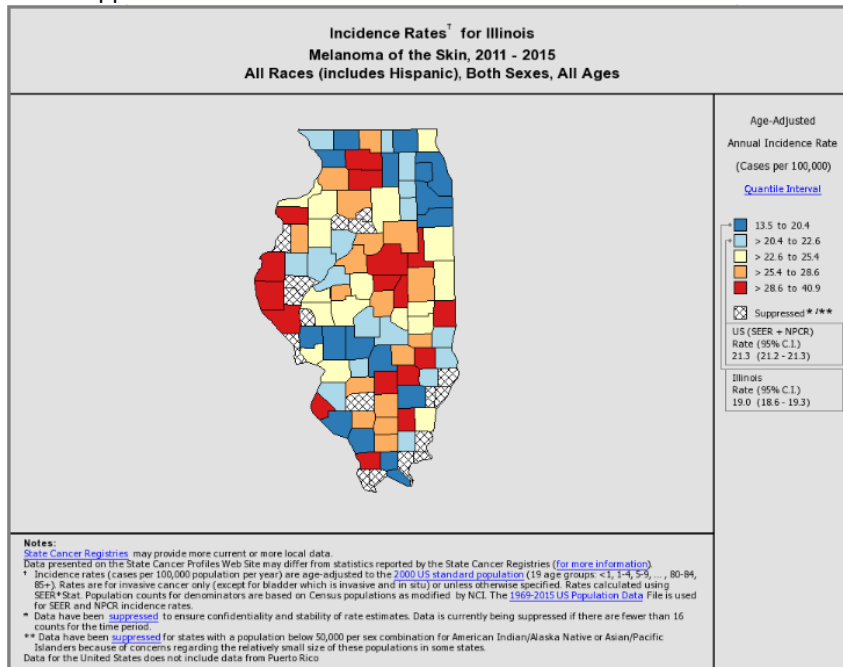 Incidence Rates† for Illinois
Melanoma of the Skin, 2011 - 2015
All Races (includes Hispanic), Both Sexes, All Ages
Age-Adjusted
Annual Incidence Rate
(Cases per 100,000)
Quantile Interval
13.5 to 20.4
> 20.4 to 22.6
> 22.6 to 25.4
> 25.4 to 28.6
> 28.6 to 40.9
Suppressed * /**
US (SEER + NPCR)
Rate (95% C.I.)
21.3 (21.2 - 21.3)
Illinois
Rate (95% C.I.)
19.0 (18.6 - 19.3)
Notes:
State Cancer Registries may provide more current or more local data.
Data presented on the State Cancer Profiles Web Site may differ from statistics reported by the State Cancer Registries (for more information).
† Incidence rates (cases per 100,000 population per year) are age-adjusted to the 2000 US standard population (19 age groups: <1, 1-4, 5-9, ... , 80-84,
85+). Rates are for invasive cancer only (except for bladder which is invasive and in situ) or unless otherwise specified. Rates calculated using
SEER*Stat. Population counts for denominators are based on Census populations as modified by NCI. The 1969-2015 US Population Data File is used
for SEER and NPCR incidence rates.
* Data have been suppressed to ensure confidentiality and stability of rate estimates. Data is currently being suppressed if there are fewer than 16
counts for the time period.
** Data have been suppressed for states with a population below 50,000 per sex combination for American Indian/Alaska Native or Asian/Pacific
Islanders because of concerns regarding the relatively small size of these populations in some states.
Data for the United States does not include data from Puerto Rico